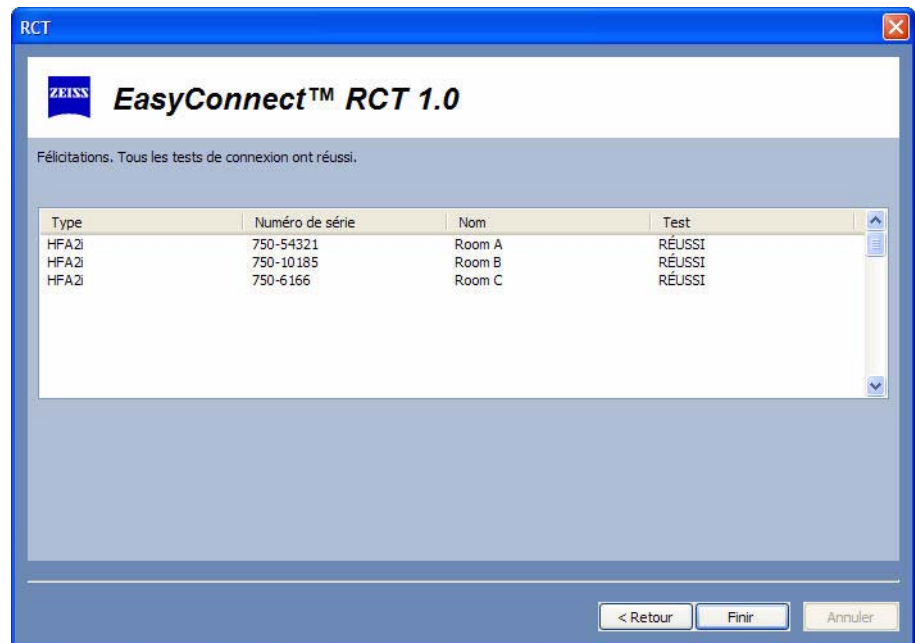 RCT
ZEISS
EasyConnect™ RCT 1.0
Félicitations. Tous les tests de connexion ont réussi.
Type Numéro de série Nom Test
HFA2i 750-54321 Room A RÉUSSI
HFA2i 750-10185 Room B RÉUSSI
HFA2i 750-6166 Room C RÉUSSI
< Retour Finir Annuler